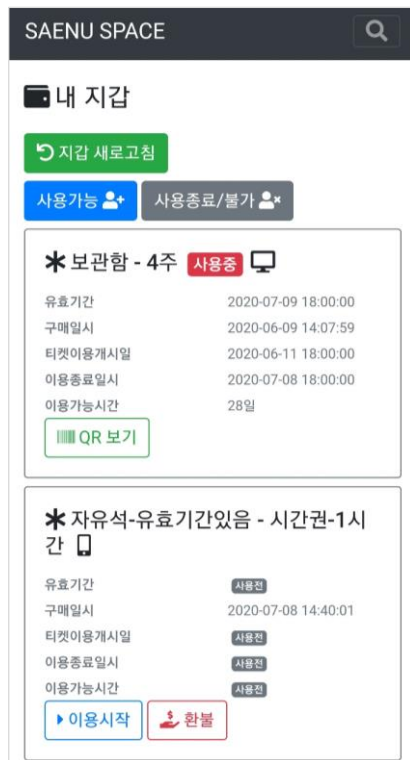 SAENU SPACE
내 지갑
지갑 새로고침
사용가능 사용종료/불가
보관함 - 4주 사용중
유효기간 2020-07-09 18:00:00
구매일시 2020-06-09 14:07:59
티켓이용개시일 2020-06-11 18:00:00
이용종료일시 2020-07-08 18:00:00
이용가능시간 28일
QR 보기
자유석-유효기간있음 - 시간권-1시
간
유효기간 사용전
구매일시 2020-07-08 14:40:01
티켓이용개시일 사용전
이용종료일시 사용전
이용가능시간 사용전
이용시작 환불